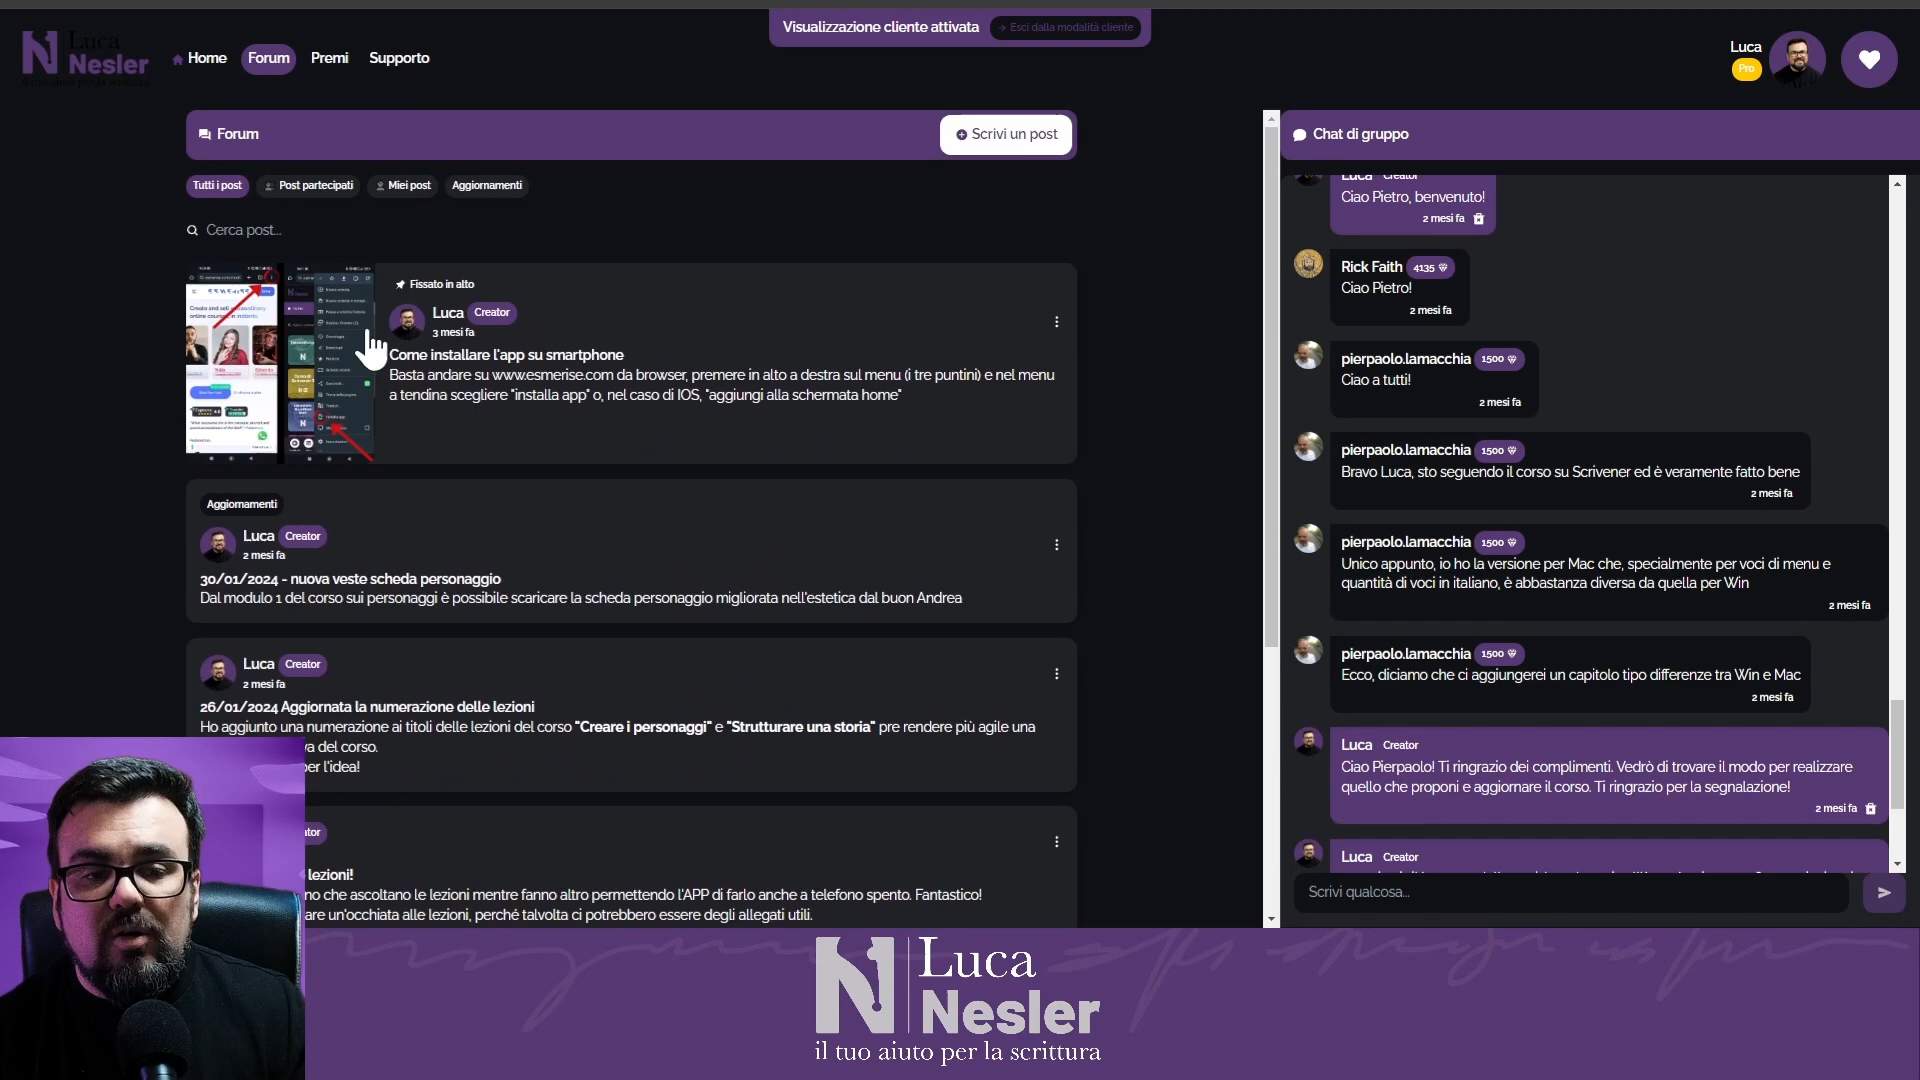 Visualizzazione cliente attivata
Esci dalla modalità cliente
Luca
Nesler
Home
Forum
Premi
Supporto
Luca
Pro
Forum
Scrivi un post
Tutti i post
Post partecipati
Miei post
Aggiornamenti
Cerca post...
Fissato in alto
Luca Creator
3 mesi fa
Come installare l'app su smartphone
Basta andare su www.esmerise.com da browser, premere in alto a destra sul menu (i tre puntini) e nel menu
a tendina scegliere "installa app" o, nel caso di IOS, "aggiungi alla schermata home"
Aggiornamenti
Luca Creator
2 mesi fa
30/01/2024 - nuova veste scheda personaggio
Dal modulo 1 del corso sui personaggi è possibile scaricare la scheda personaggio migliorata nell'estetica dal buon Andrea
Luca Creator
2 mesi fa
26/01/2024 Aggiornata la numerazione delle lezioni
Ho aggiunto una numerazione ai titoli delle lezioni del corso "Creare i personaggi" e "Strutturare una storia" pre rendere più agile una
del corso.
l'idea!
lezioni!
che ascoltano le lezioni mentre fanno altro permettendo l'APP di farlo anche a telefono spento. Fantastico!
un'occhiata alle lezioni, perché talvolta ci potrebbero essere degli allegati utili.
Chat di gruppo
Luca Creator
Ciao Pietro, benvenuto!
2 mesi fa
Rick Faith 4135
Ciao Pietro!
2 mesi fa
pierpaolo.lamacchia 1500
Ciao a tutti!
2 mesi fa
pierpaolo.lamacchia 1500
Bravo Luca, sto seguendo il corso su Scrivener ed è veramente fatto bene
2 mesi fa
pierpaolo.lamacchia 1500
Unico appunto, io ho la versione per Mac che, specialmente per voci di menu e
quantità di voci in italiano, è abbastanza diversa da quella per Win
2 mesi fa
pierpaolo.lamacchia 1500
Ecco, diciamo che ci aggiungerei un capitolo tipo differenze tra Win e Mac
2 mesi fa
Luca Creator
Ciao Pierpaolo! Ti ringrazio dei complimenti. Vedrò di trovare il modo per realizzare
quello che proponi e aggiornare il corso. Ti ringrazio per la segnalazione!
2 mesi fa
Luca Creator
Scrivi qualcosa...
Luca
Nesler
il tuo aiuto per la scrittura